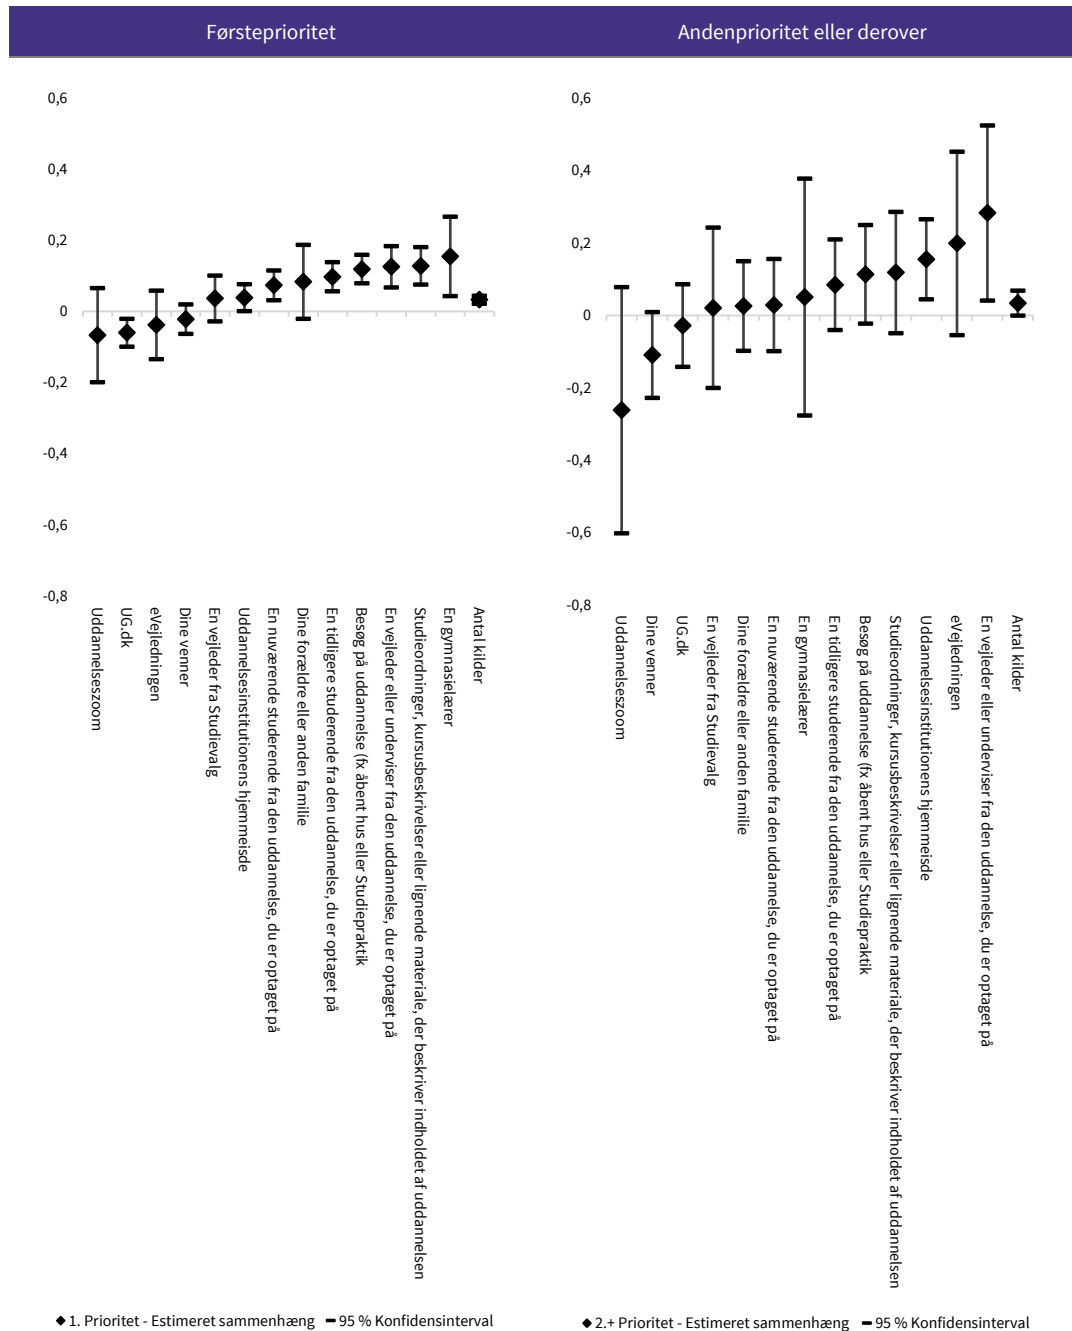 Førsteprioritet
Andenprioritet eller derover
0,6
0,4
0,2
0
-0,2
-0,4
-0,6
-0,8
Uddannelseszoom
UG.dk
eVejledningen
Dine venner
En vejleder fra Studievalg
Uddannelsesinstitutionens hjemmeisde
En nuværende studerende fra den uddannelse, du er optaget på
Dine forældre eller anden familie
En tidligere studerende fra den uddannelse, du er optaget på
Besøg på uddannelse (fx åbent hus eller Studiepraktik
En vejleder eller underviser fra den uddannelse, du er optaget på
Studieordninger, kursusbeskrivelser eller lignende materiale, der beskriver indholdet af uddannelsen
En gymnasielærer
Antal kilder
1. Prioritet - Estimeret sammenhæng
95 % Konfidensinterval
0,6
0,4
0,2
0
-0,2
-0,4
-0,6
-0,8
Uddannelseszoom
Dine venner
UG.dk
En vejleder fra Studievalg
Dine forældre eller anden familie
En nuværende studerende fra den uddannelse, du er optaget på
En gymnasielærer
En tidligere studerende fra den uddannelse, du er optaget på
Besøg på uddannelse (fx åbent hus eller Studiepraktik
Studieordninger, kursusbeskrivelser eller lignende materiale, der beskriver indholdet af uddannelsen
Uddannelsesinstitutionens hjemmeisde
eVejledningen
En vejleder eller underviser fra den uddannelse, du er optaget på
Antal kilder
2.+ Prioritet - Estimeret sammenhæng
95 % Konfidensinterval